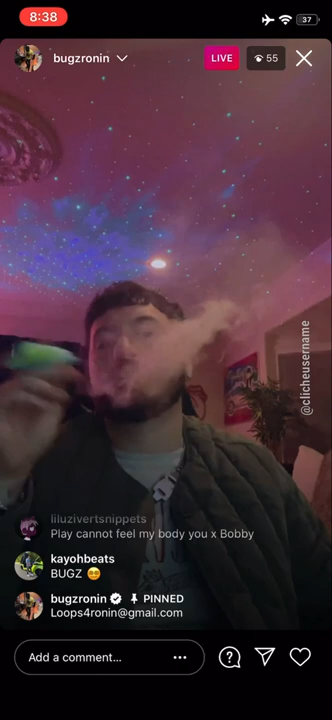 8:38
37
bugzronin
LIVE
55
@clicheusername
liluzivertsnippets
Play cannot feel my body you x Bobby
kayohbeats
BUGZ 😵‍💫
bugzronin PINNED
Loops4ronin@gmail.com
Add a comment...